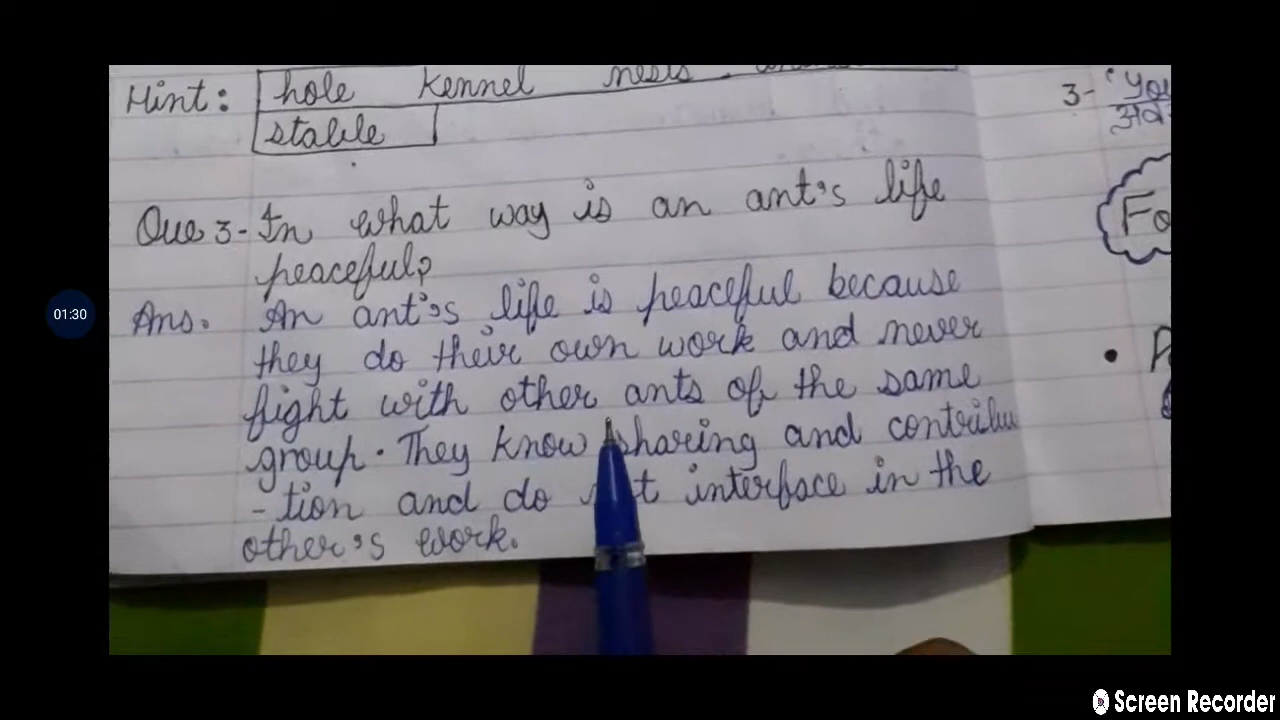 Hint: hole kennel nests
stable
Que 3- In what way is an ant's life
peaceful?
Ans. An ant's life is peaceful because
they do their own work and never
fight with other ants of the same
group. They know sharing and contribu
-tion and do interface in the
other's work.
3-
01:30
Screen Recorder